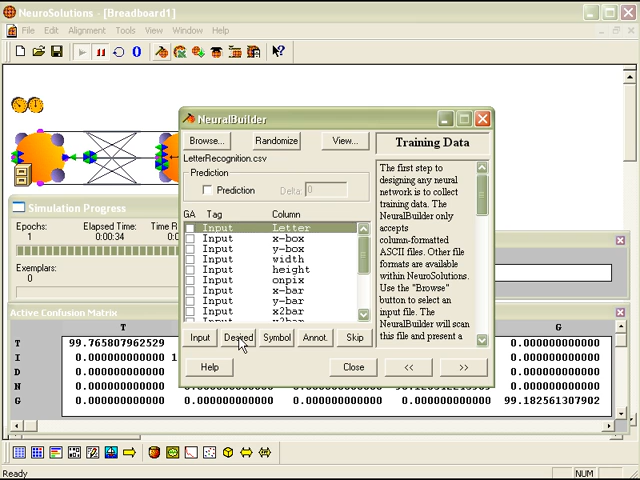 NeuroSolutions - [Breadboard1]
File Edit Alignment Tools View Window Help
NeuralBuilder
Browse... Randomize View... Training Data
LetterRecognition.csv
Prediction
Prediction Delta: 0
GA Tag Column
Input Letter
Input x-box
Input y-box
Input width
Input height
Input onpix
Input x-bar
Input y-bar
Input x2bar
Input Desired Symbol Annot. Skip
Help Close << >>
The first step to
designing any neural
network is to collect
training data. The
NeuralBuilder only
accepts
column-formatted
ASCII files. Other file
formats are available
within NeuroSolutions.
Use the "Browse"
button to select an
input file. The
NeuralBuilder will scan
this file and present a
Simulation Progress
Epochs: Elapsed Time: Time R
1 0:00:34
Exemplars:
0
Active Confusion Matrix
T G
T 99.765807962529 0.000000000000
I 0.000000000000 1 0.000000000000
D 0.000000000000 0.000000000000
N 0.000000000000 0.000000000000
G 0.000000000000 0.000000000000 0.000000000000 99.182561307902
Ready NUM